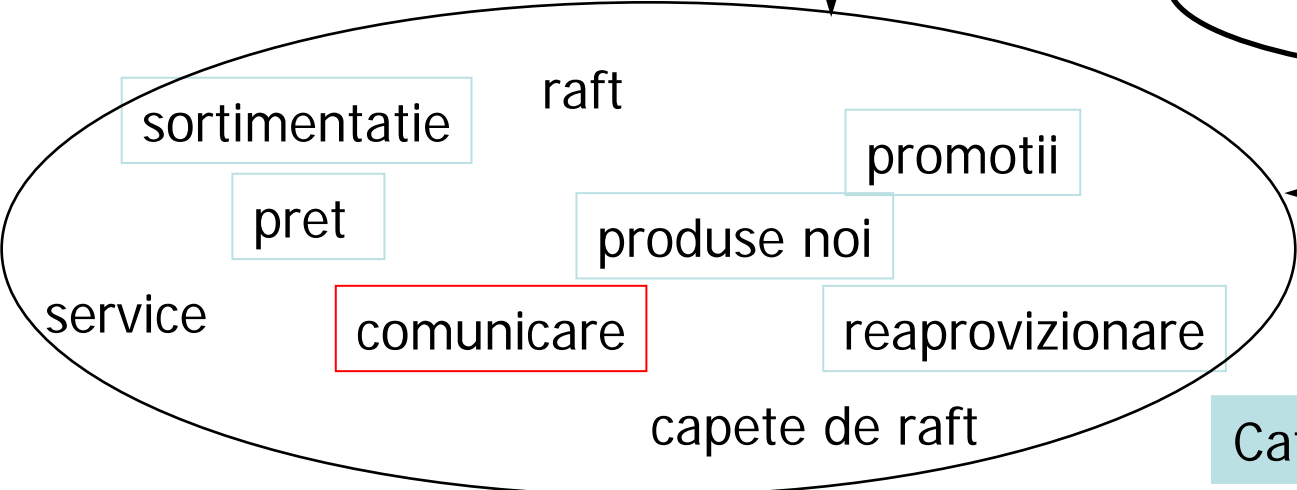 raft
sortimentatie
promotii
pret
produse noi
service
comunicare
reaprovizionare
capete de raft